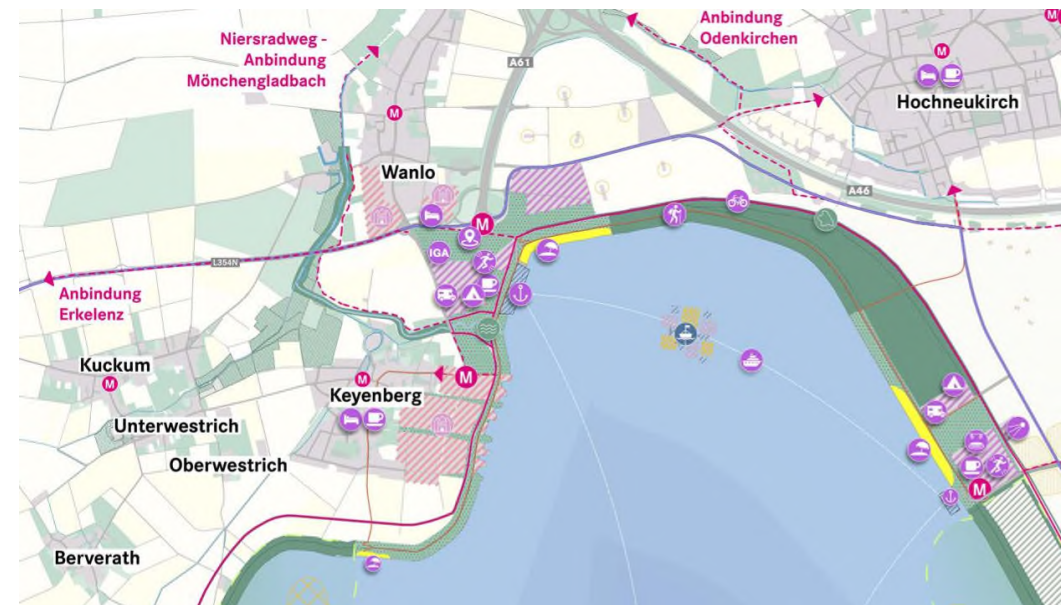 Niersradweg -
Anbindung
Mönchengladbach
Anbindung
Odenkirchen
M
M
M
Hochneukirch
A61
M
Wanlo
A46
M
IGA
L354N
Anbindung
Erkelenz
Kuckum
M
M
M
Keyenberg
Unterwestrich
Oberwestrich
M
Berverath